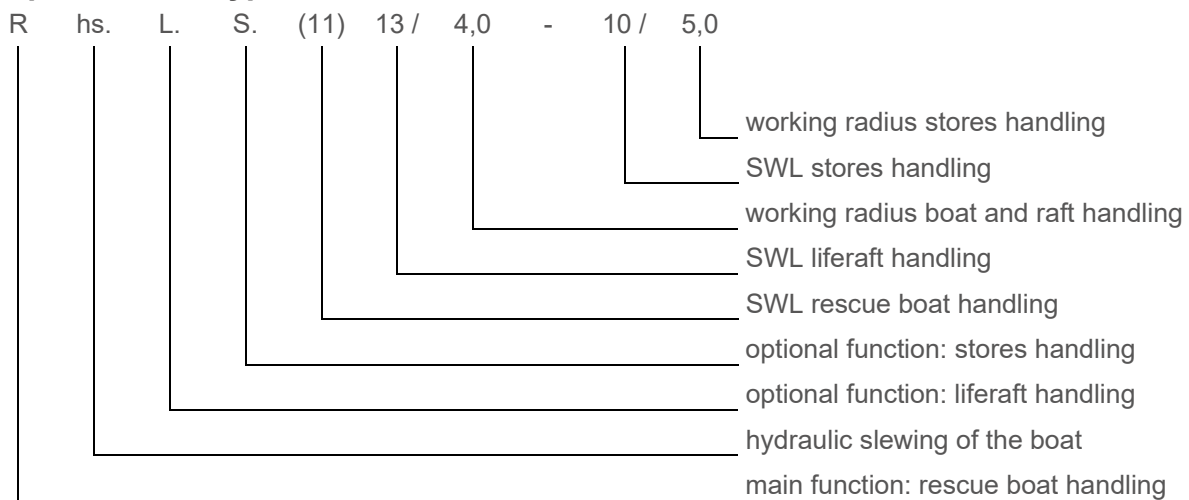 R hs. L. S. (11) 13 / 4,0 - 10 / 5,0
working radius stores handling
SWL stores handling
working radius boat and raft handling
SWL liferaft handling
SWL rescue boat handling
optional function: stores handling
optional function: liferaft handling
hydraulic slewing of the boat
main function: rescue boat handling